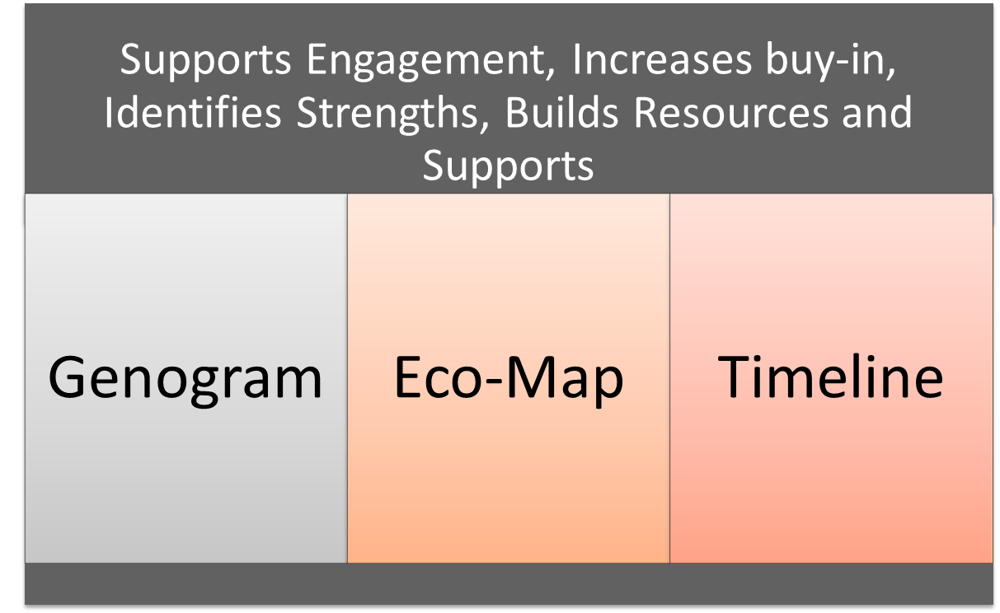 Supports Engagement, Increases buy-in,
Identifies Strengths, Builds Resources and
Supports
Genogram
Eco-Map
Timeline